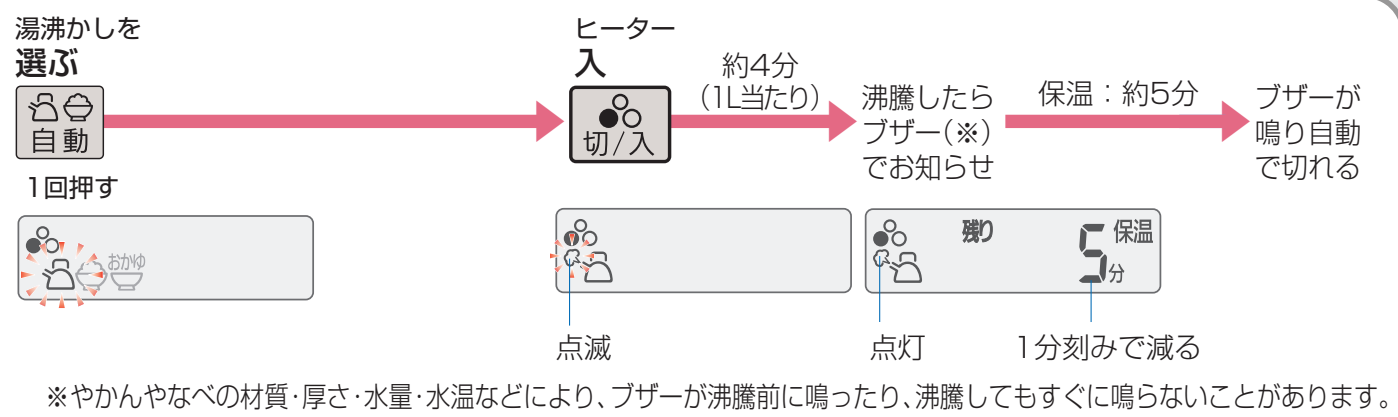 湯沸かしを
選ぶ
自動
1回押す
おかゆ
ヒーター
入
切/入
約4分
(1L当たり)
沸騰したら
ブザー(※)
でお知らせ
保温:約5分
ブザーが
鳴り自動
で切れる
点滅
残り 5分 保温
点灯
1分刻みで減る
※やかんやなべの材質・厚さ・水量・水温などにより、ブザーが沸騰前に鳴ったり、沸騰してもすぐに鳴らないことがあります。